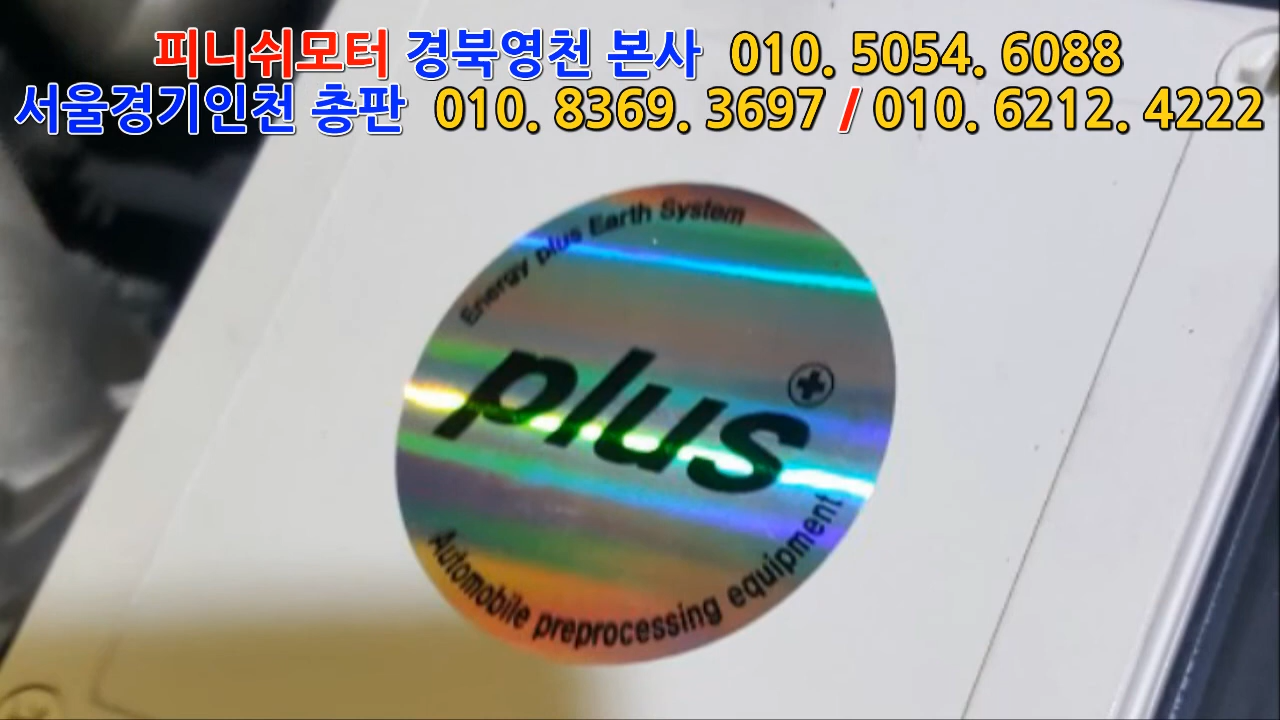 피니쉬모터 경북영천 본사 010. 5054. 6088
서울경기인천 총판 010. 8369. 3697 / 010. 6212. 4222
Energy plus Earth System
plus
Automobile preprocessing equipment